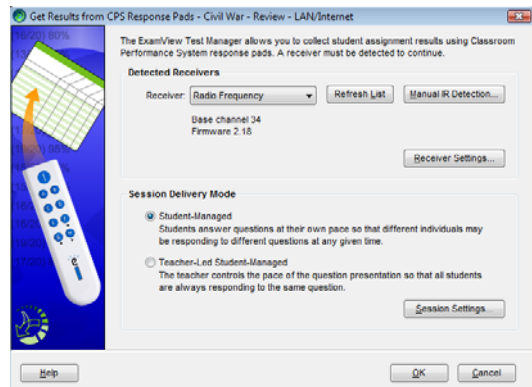 Get Results from CPS Response Pads - Civil War - Review - LAN/Internet
The ExamView Test Manager allows you to collect student assignment results using Classroom
Performance System response pads. A receiver must be detected to continue.
Detected Receivers
Receiver: Radio Frequency Refresh List Manual IR Detection...
Base channel 34
Firmware 2.18
Receiver Settings...
Session Delivery Mode
Student-Managed
Students answer questions at their own pace so that different individuals may
be responding to different questions at any given time.
Teacher-Led Student-Managed
The teacher controls the pace of the question presentation so that all students
are always responding to the same question.
Session Settings...
Help OK Cancel